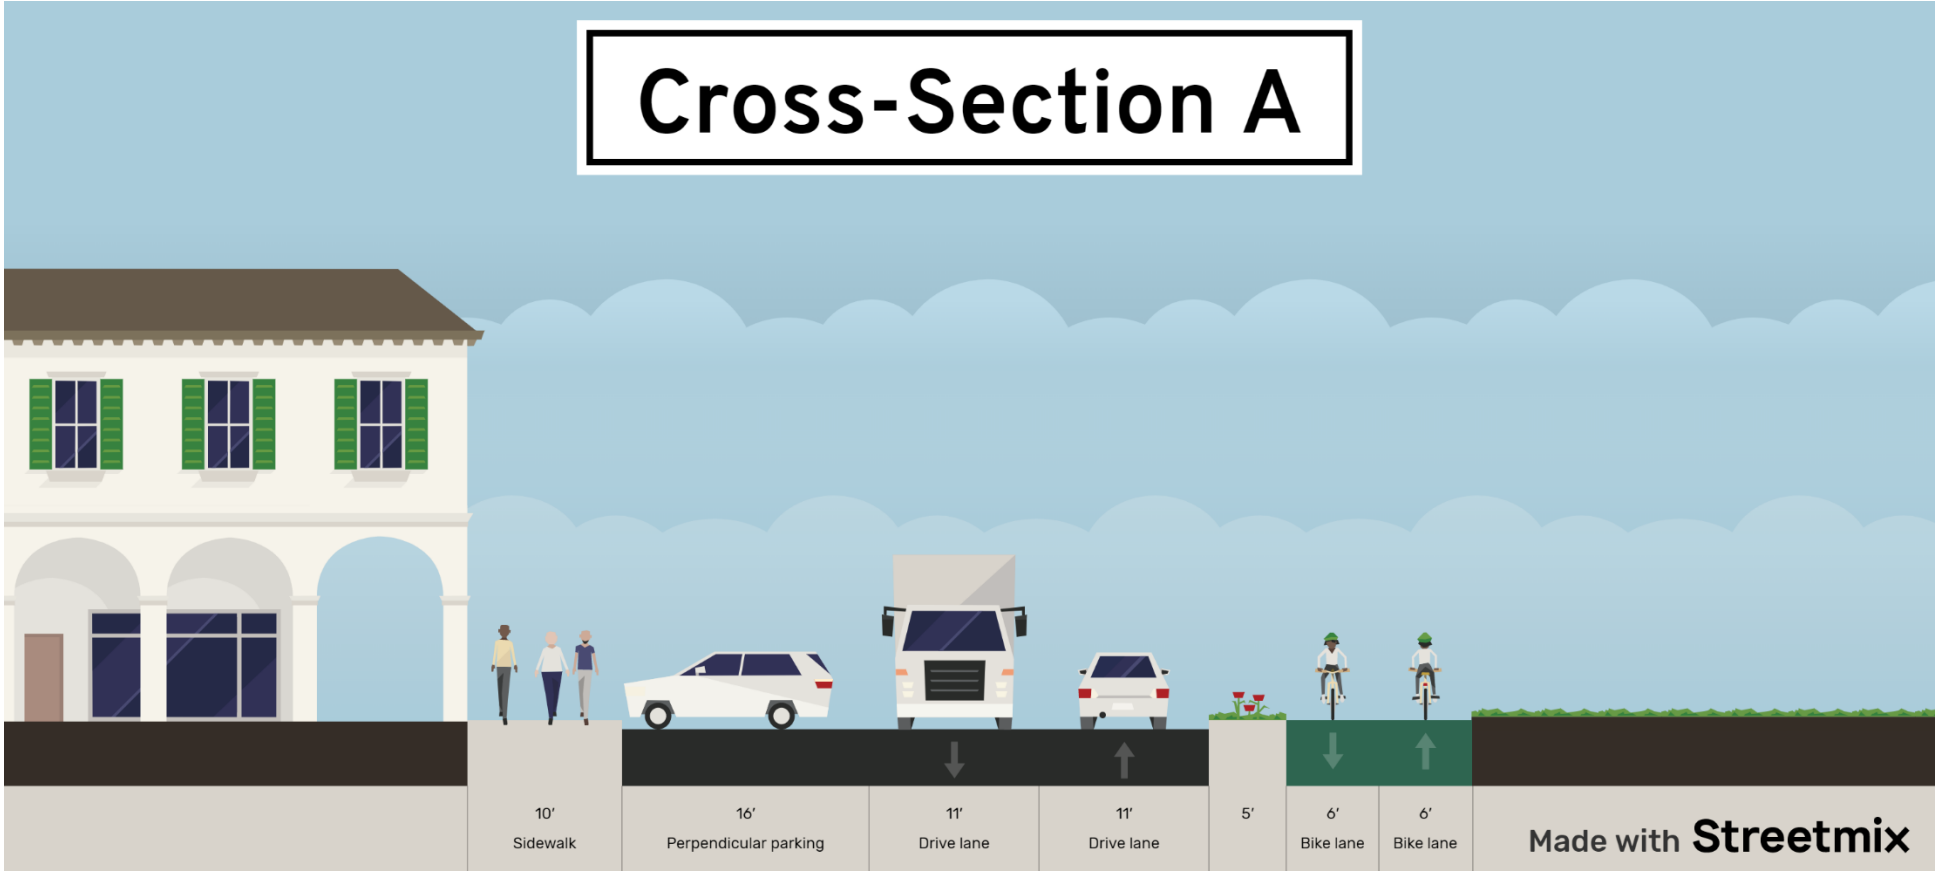 Cross-Section A
10′
Sidewalk
16′
Perpendicular parking
11′
Drive lane
11′
Drive lane
5′
6′
Bike lane
6′
Bike lane
Made with Streetmix